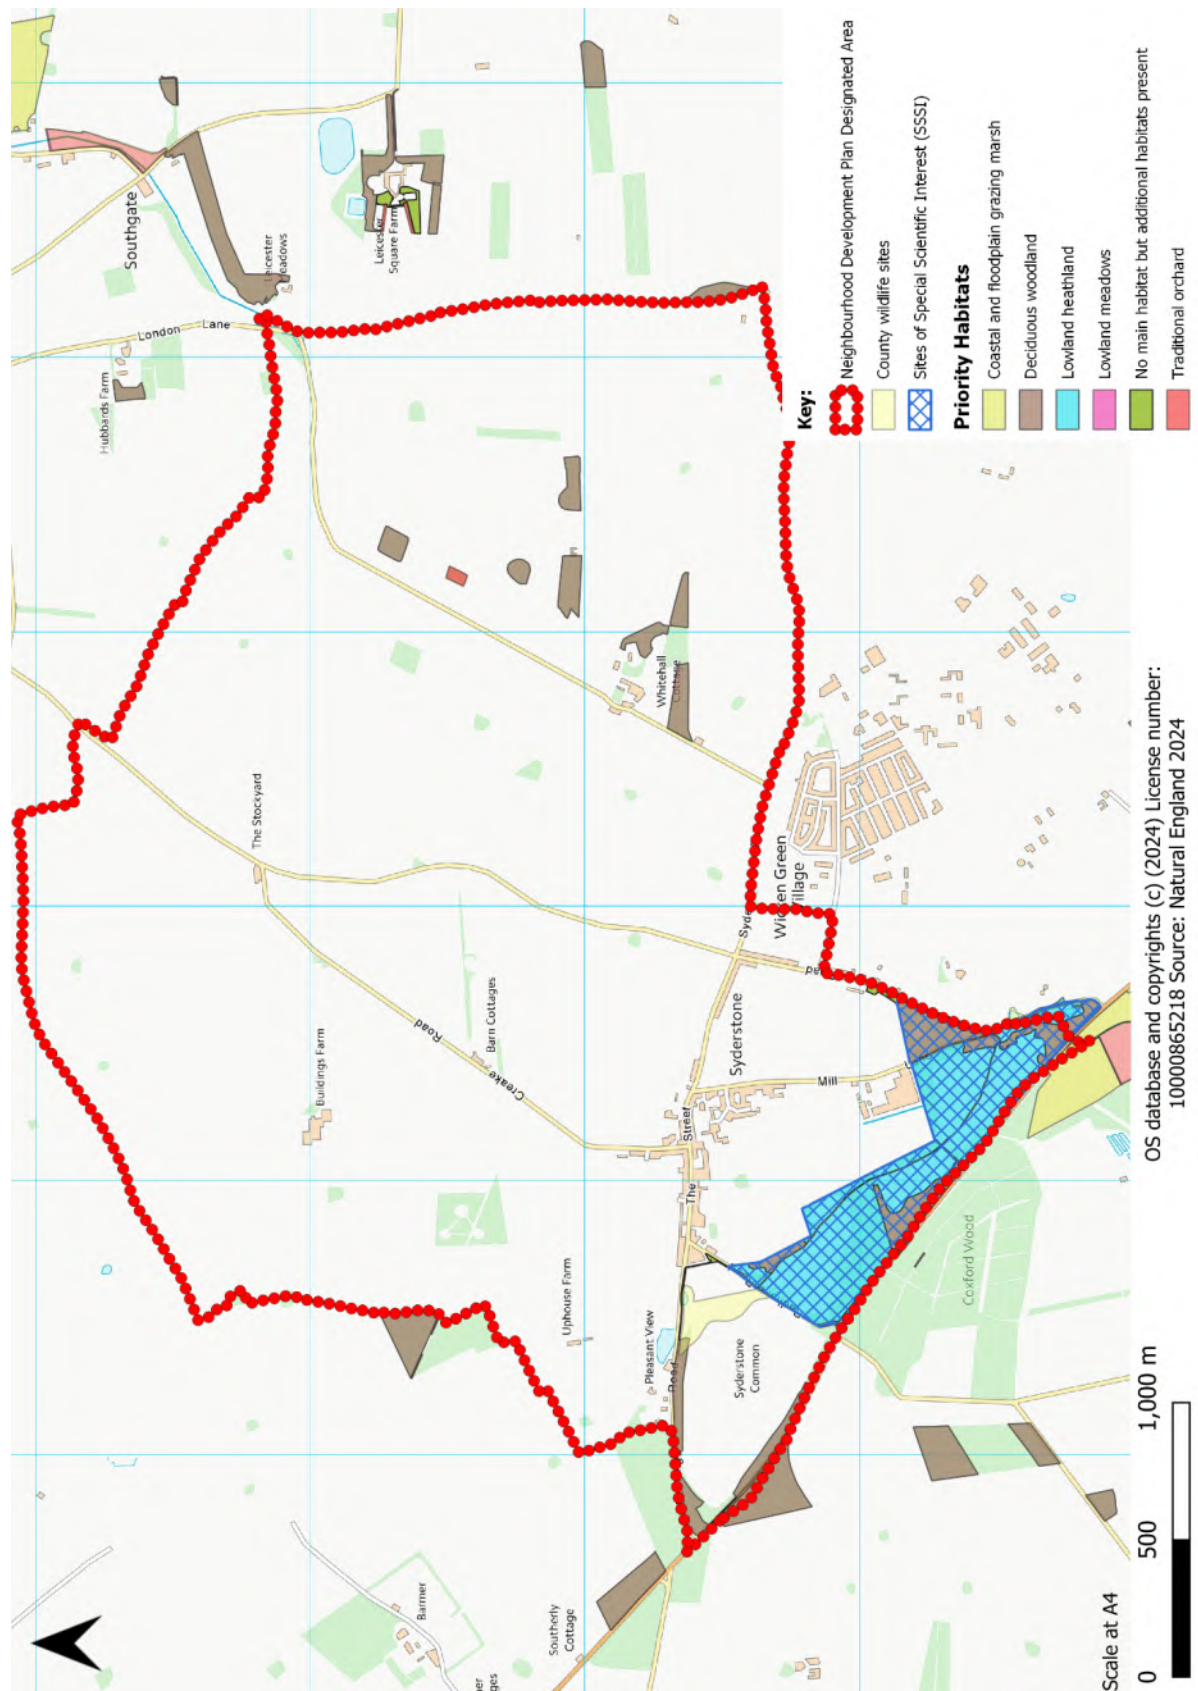 Southgate
London Lane
Hubbards Farm
Leicester
Square Farm
The Stockyard
Buildings Farm
Creake Road
Barn Cottages
Whitehall
Cottage
Wicken Green
Village
Syderstone
The Street
Mill
Uphouse Farm
Pleasant View
Road
Syderstone
Common
Coxford Wood
Barmer
Southerly
Cottage
Key:
Neighbourhood Development Plan Designated Area
County wildlife sites
Sites of Special Scientific Interest (SSSI)
Priority Habitats
Coastal and floodplain grazing marsh
Deciduous woodland
Lowland heathland
Lowland meadows
No main habitat but additional habitats present
Traditional orchard
Scale at A4
0 500 1,000 m
OS database and copyrights (c) (2024) License number:
10000865218 Source: Natural England 2024